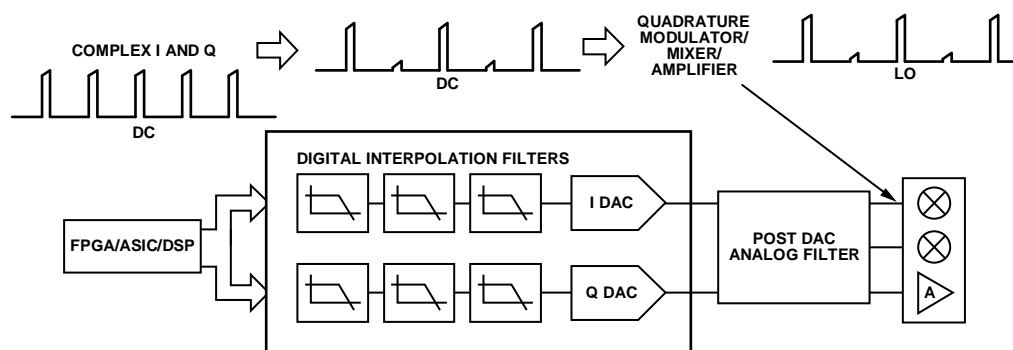 COMPLEX I AND Q
DC
DC
QUADRATURE
MODULATOR/
MIXER/
AMPLIFIER
LO
DIGITAL INTERPOLATION FILTERS
I DAC
FPGA/ASIC/DSP
POST DAC
ANALOG FILTER
Q DAC
A